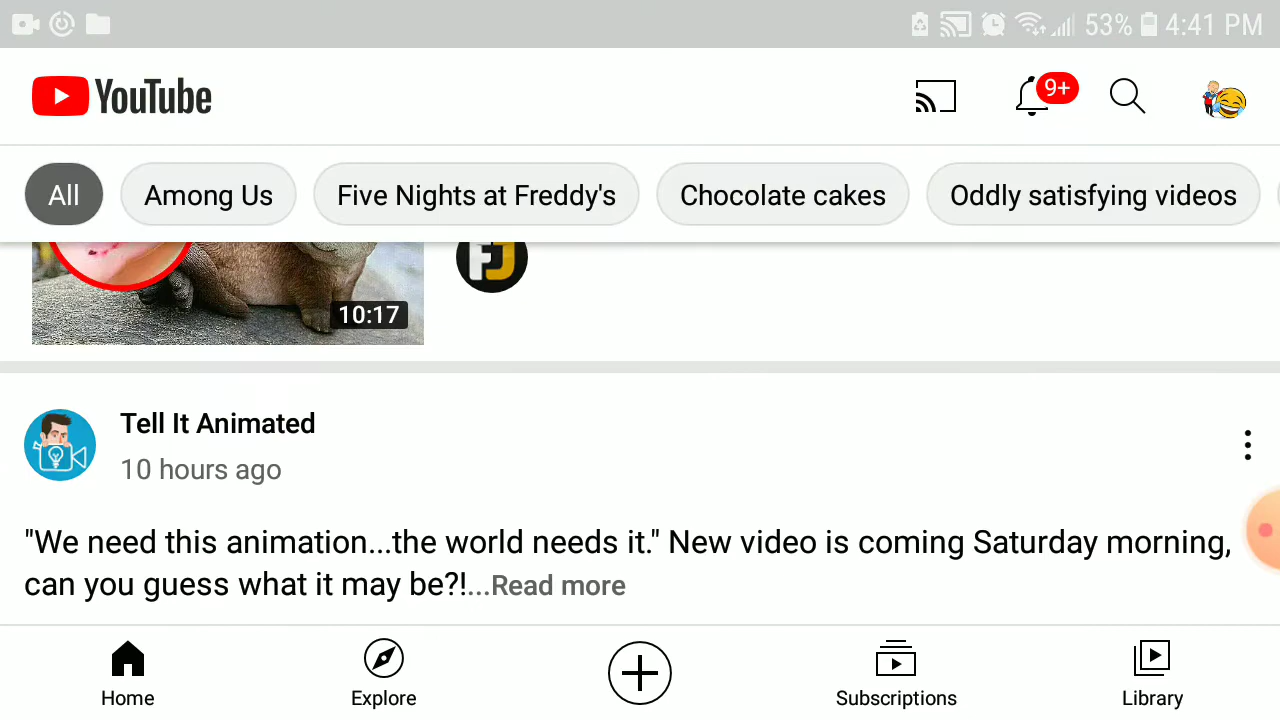 53% 4:41 PM
YouTube
9+
All Among Us Five Nights at Freddy's Chocolate cakes Oddly satisfying videos
FJ
10:17
Tell It Animated
10 hours ago
"We need this animation...the world needs it." New video is coming Saturday morning,
can you guess what it may be?!...Read more
Home Explore Subscriptions Library